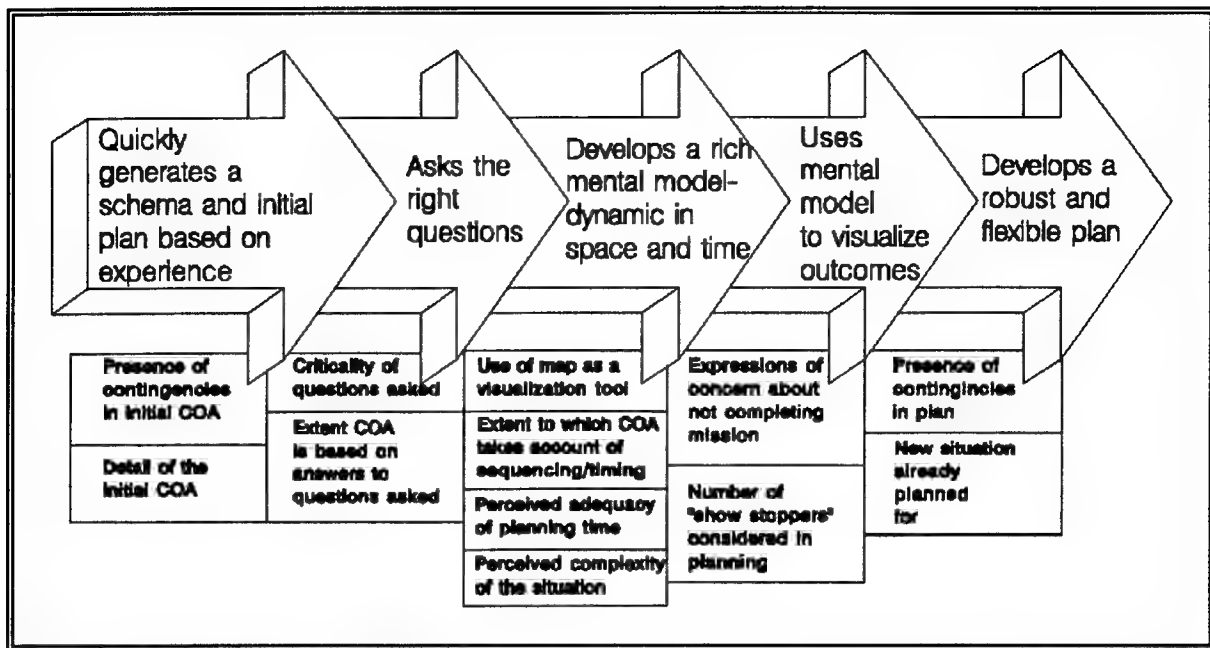 Quickly
generates a
schema and initial
plan based on
experience
Asks the
right
questions
Develops a rich
mental model-
dynamic in
space and time
Uses
mental
model
to visualize
outcomes
Develops a
robust and
flexible plan
Presence of
contingencies
in initial COA
Detail of the
initial COA
Criticality of
questions asked
Extent COA
is based on
answers to
questions asked
Use of map as a
visualization tool
Extent to which COA
takes account of
sequencing/timing
Perceived adequacy
of planning time
Perceived complexity
of the situation
Expressions of
concern about
not completing
mission
Number of
"show stoppers"
considered in
planning
Presence of
contingincies
in plan
New situation
already
planned
for